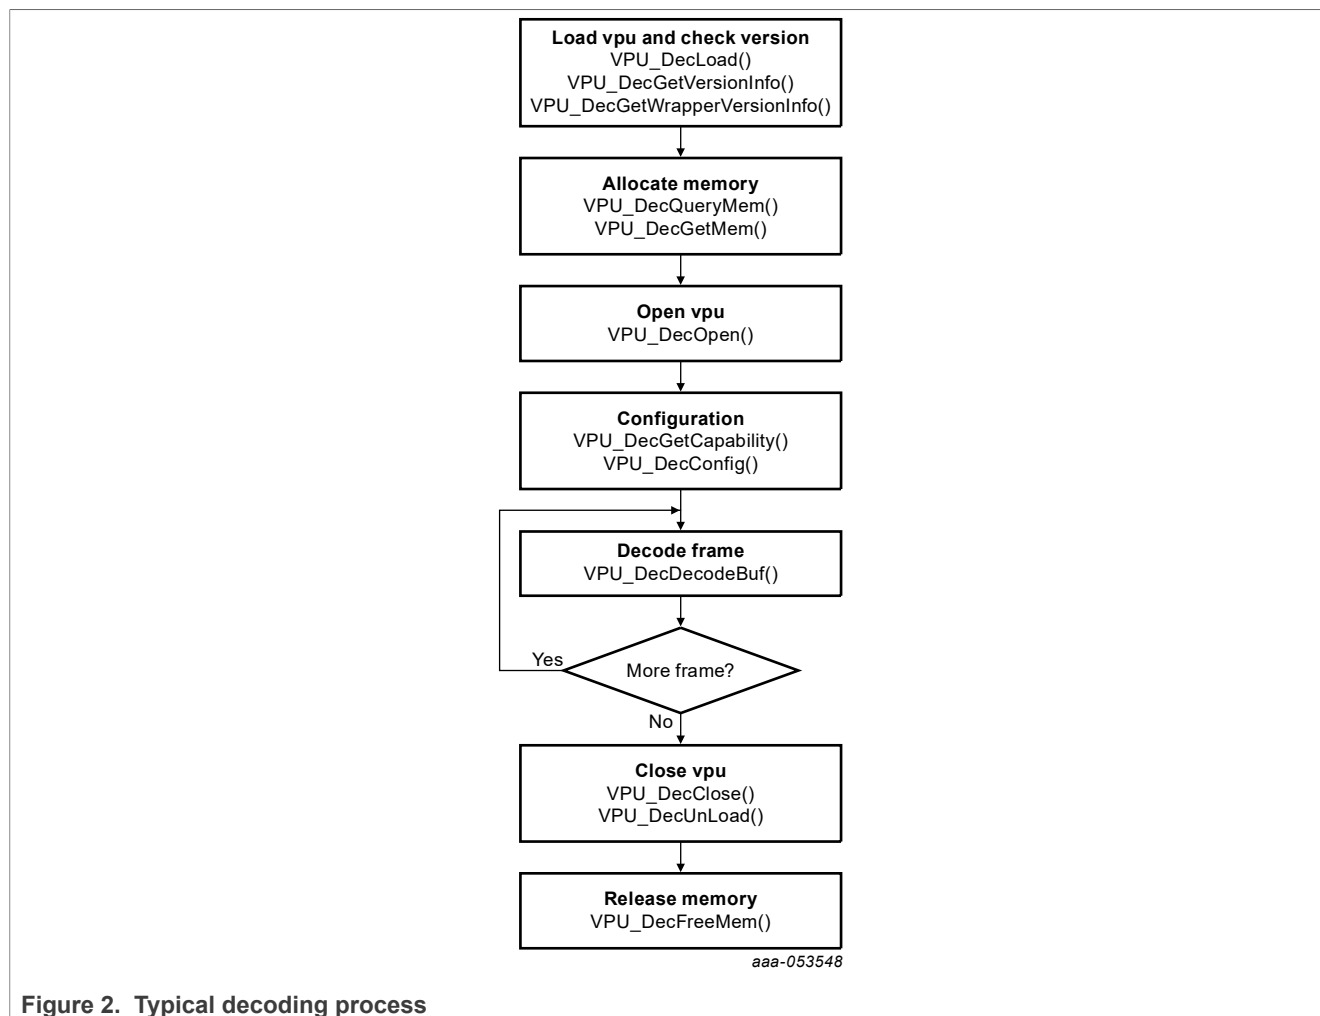 Load vpu and check version
VPU_DecLoad()
VPU_DecGetVersionInfo()
VPU_DecGetWrapperVersionInfo()
Allocate memory
VPU_DecQueryMem()
VPU_DecGetMem()
Open vpu
VPU_DecOpen()
Configuration
VPU_DecGetCapability()
VPU_DecConfig()
Decode frame
VPU_DecDecodeBuf()
Yes
More frame?
No
Close vpu
VPU_DecClose()
VPU_DecUnLoad()
Release memory
VPU_DecFreeMem()
aaa-053548
Figure 2. Typical decoding process